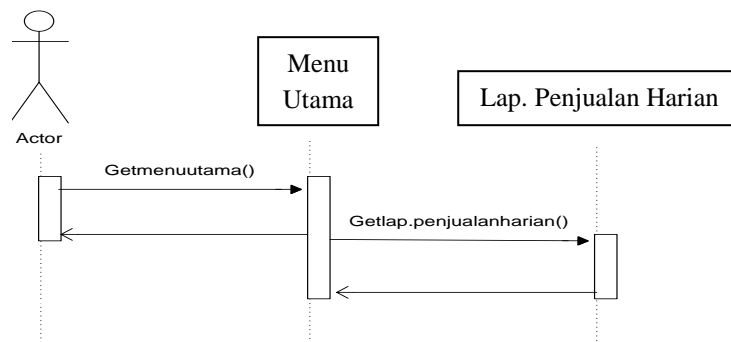 Menu
Utama
Lap. Penjualan Harian
Actor
Getmenuutama()
Getlap.penjualanharian()